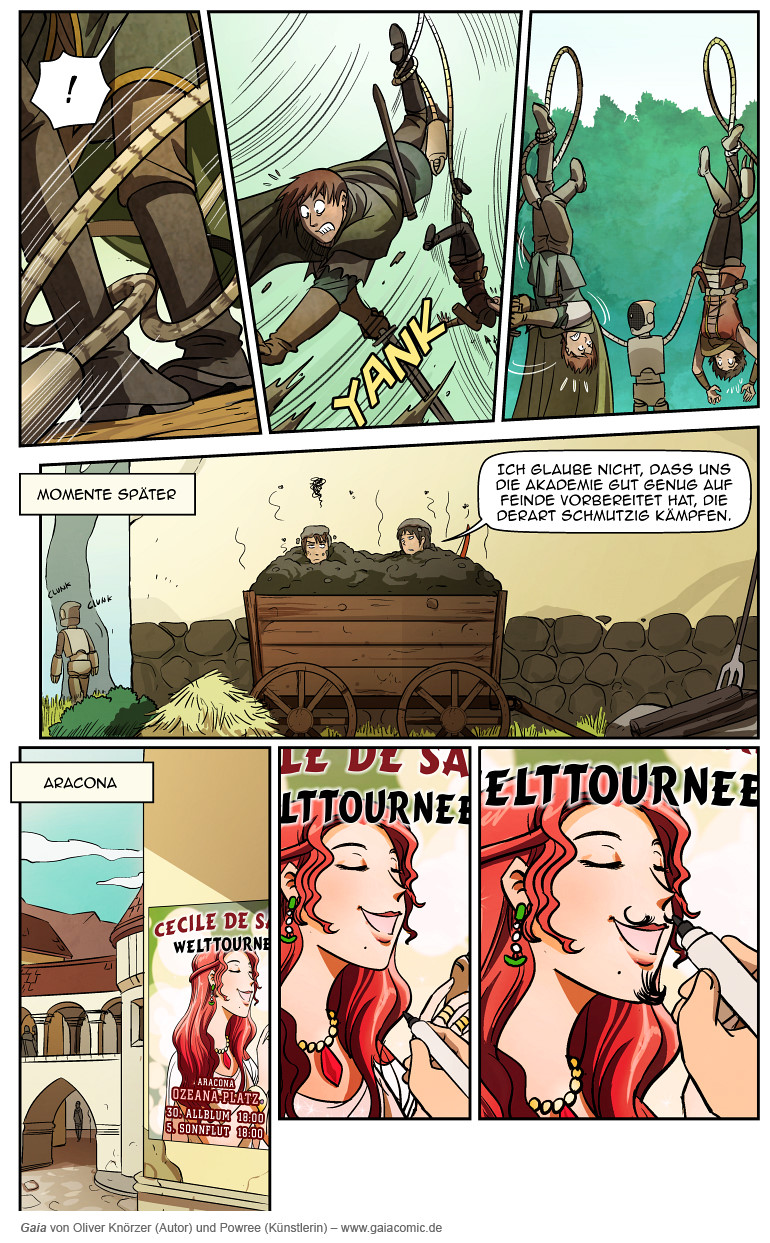 !
YANK
MOMENTE SPÄTER
ICH GLAUBE NICHT, DASS UNS
DIE AKADEMIE GUT GENUG AUF
FEINDE VORBEREITET HAT, DIE
DERART SCHMUTZIG KÄMPFEN.
CLUNK
CLUNK
ARACONA
CECILE DE SA
WELTTOURNE
ARACONA
OZEANA-PLATZ
30. ALLBLUM 18:00
5. SONNFLUT 18:00
LE DE SA
LTTOURNEE
ELTTOURNEE
Gaia von Oliver Knörzer (Autor) und Powree (Künstlerin) – www.gaiacomic.de